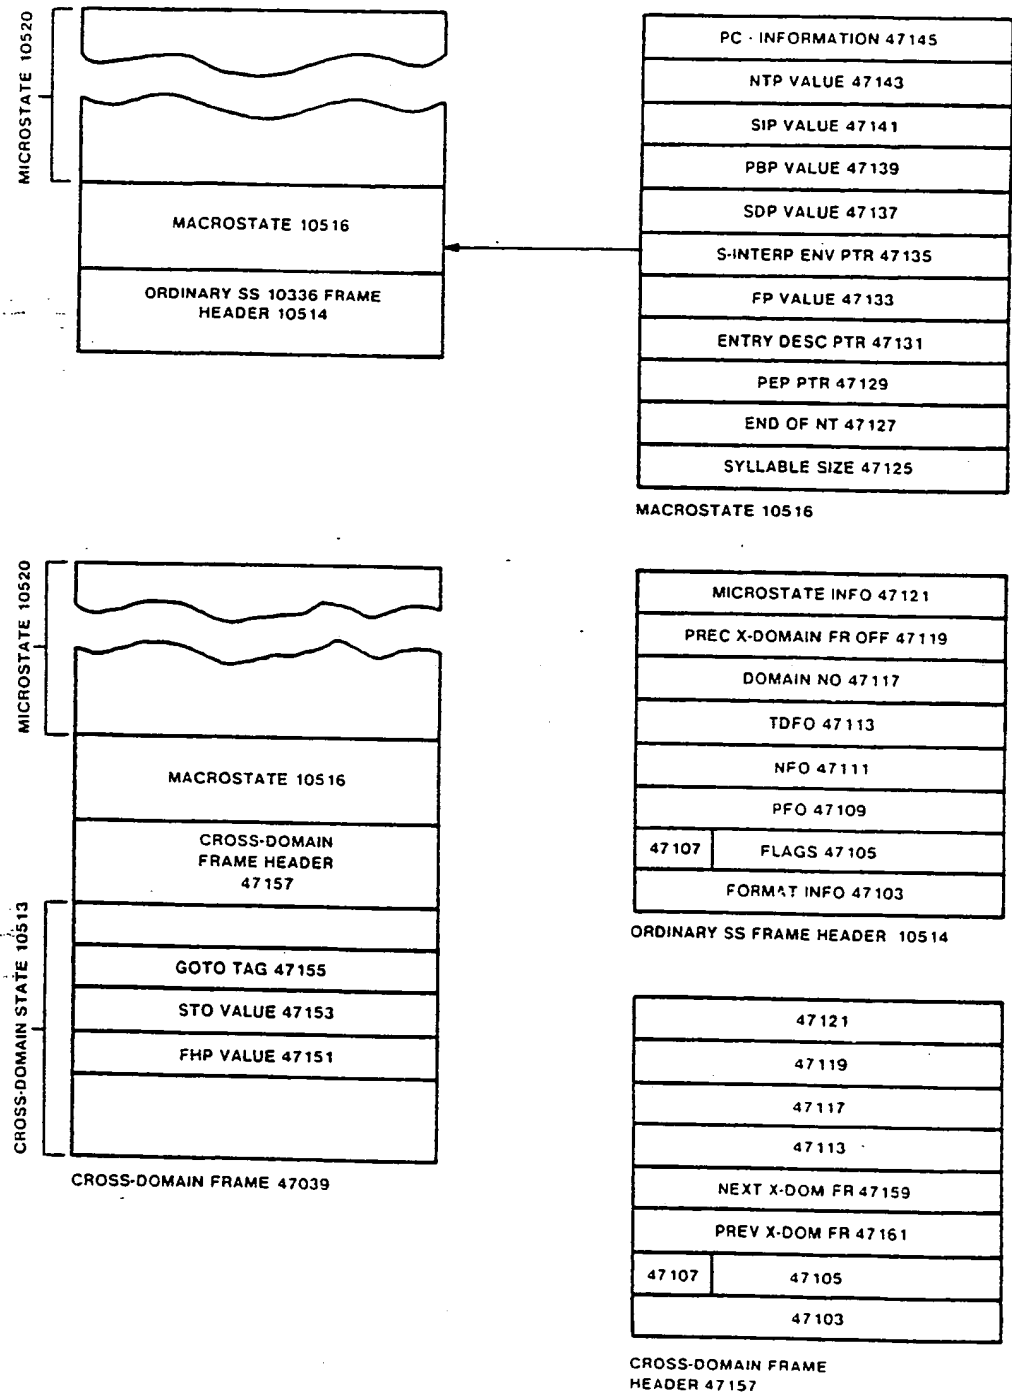 MICROSTATE 10520
MACROSTATE 10516
ORDINARY SS 10336 FRAME
HEADER 10514
PC - INFORMATION 47145
NTP VALUE 47143
SIP VALUE 47141
PBP VALUE 47139
SDP VALUE 47137
S-INTERP ENV PTR 47135
FP VALUE 47133
ENTRY DESC PTR 47131
PEP PTR 47129
END OF NT 47127
SYLLABLE SIZE 47125
MACROSTATE 10516
MICROSTATE 10520
MACROSTATE 10516
CROSS-DOMAIN
FRAME HEADER
47157
CROSS-DOMAIN STATE 10513
GOTO TAG 47155
STO VALUE 47153
FHP VALUE 47151
CROSS-DOMAIN FRAME 47039
MICROSTATE INFO 47121
PREC X-DOMAIN FR OFF 47119
DOMAIN NO 47117
TDFO 47113
NFO 47111
PFO 47109
47107 FLAGS 47105
FORMAT INFO 47103
ORDINARY SS FRAME HEADER 10514
47121
47119
47117
47113
NEXT X-DOM FR 47159
PREV X-DOM FR 47161
47107 47105
47103
CROSS-DOMAIN FRAME
HEADER 47157